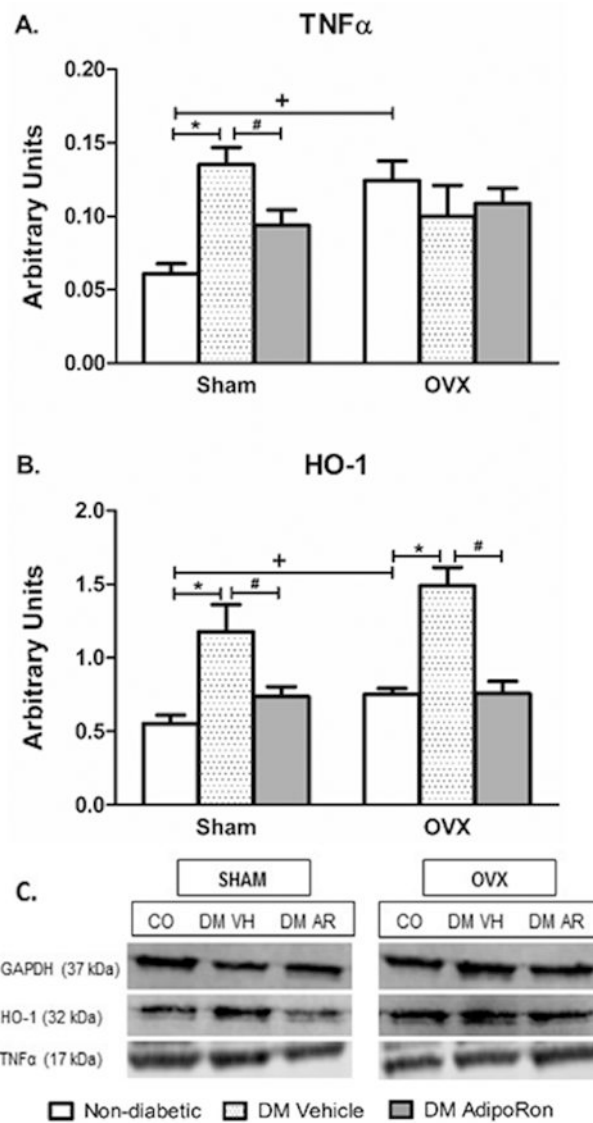 A. TNFα
0.20
0.15
0.10
0.05
0.00
Arbitrary Units
+
* #
Sham OVX
B. HO-1
2.0
1.5
1.0
0.5
0.0
Arbitrary Units
* #
+
* #
Sham OVX
C. SHAM OVX
CO DM VH DM AR CO DM VH DM AR
GAPDH (37 kDa)
HO-1 (32 kDa)
TNFα (17 kDa)
Non-diabetic DM Vehicle DM AdipoRon